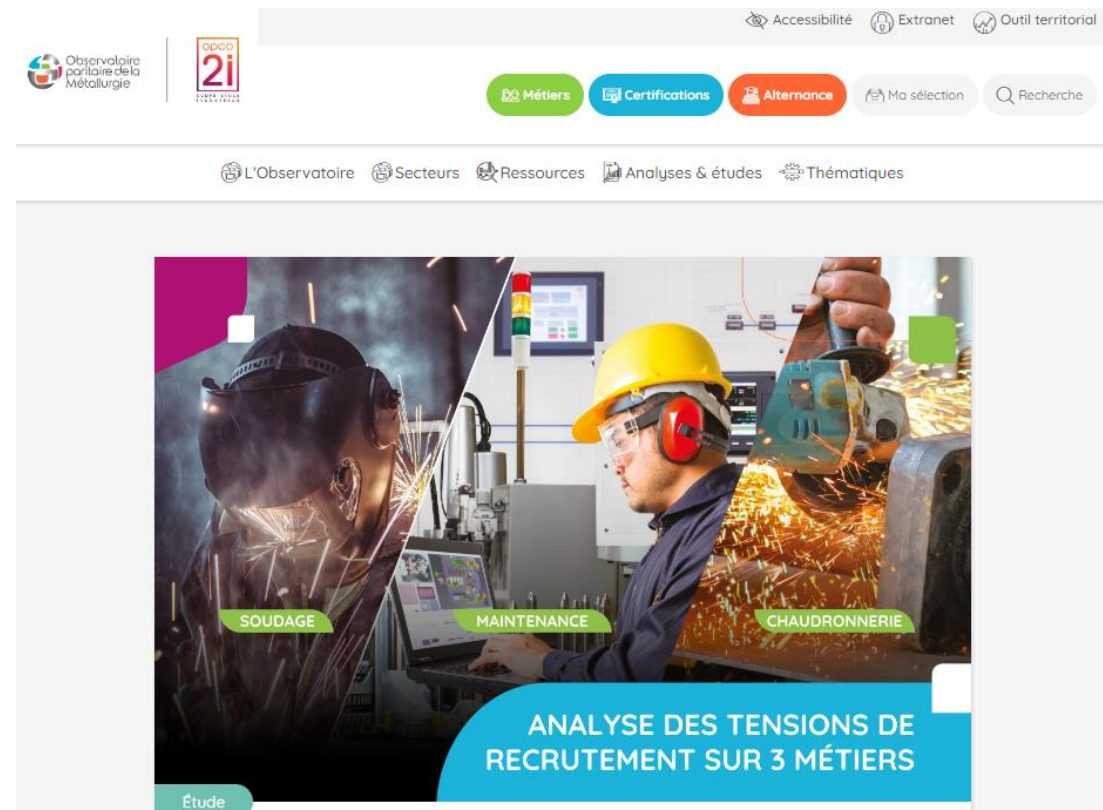 Accessibilité Extranet Outil territorial
Observatoire
paritaire de la
Métallurgie
opco
2i
Métiers Certifications Alternance Ma sélection Recherche
L'Observatoire Secteurs Ressources Analyses & études Thématiques
SOUDAGE MAINTENANCE CHAUDRONNERIE
ANALYSE DES TENSIONS DE
RECRUTEMENT SUR 3 MÉTIERS
Étude